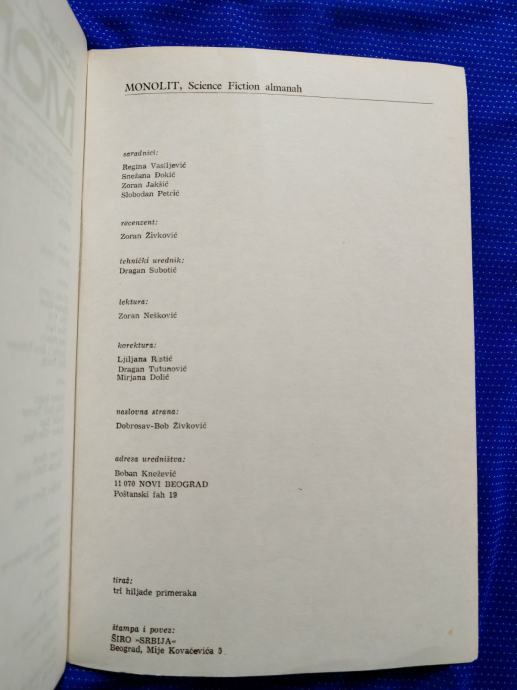 MONOLIT, Science Fiction almanah
saradnici:
Regina Vasiljević
Snežana Đokić
Zoran Jakšić
Slobodan Petrić
recenzent:
Zoran Živković
tehnički urednik:
Dragan Subotić
lektura:
Zoran Nešković
korektura:
Ljiljana Ristić
Dragan Tutunović
Mirjana Dolić
naslovna strana:
Dobrosav-Bob Živković
adresa uredništva:
Boban Knežević
11 070 NOVI BEOGRAD
Poštanski fah 19
tiraž:
tri hiljade primeraka
štampa i povez:
ŠIRO »SRBIJA«
Beograd, Mije Kovačevića 5